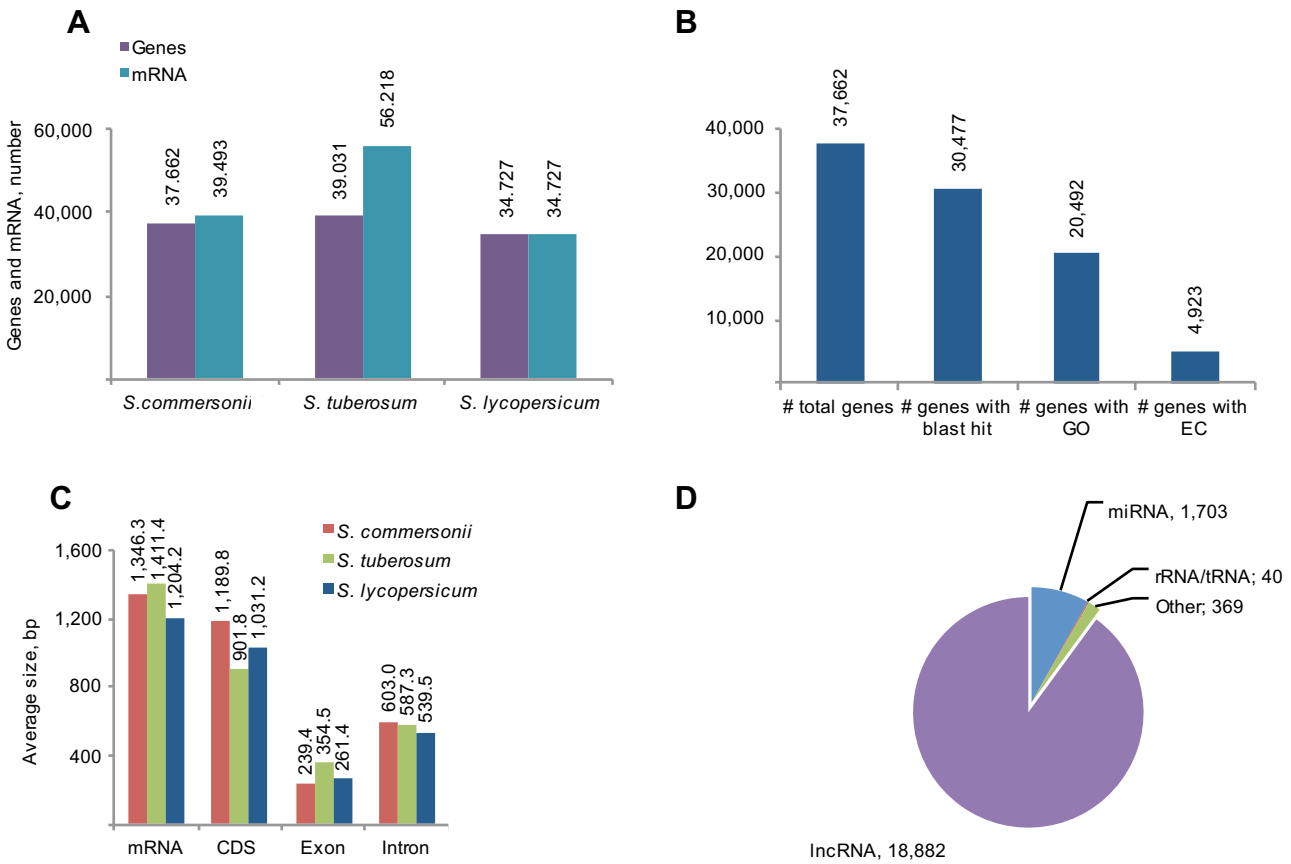 A
Genes
mRNA
Genes and mRNA, number
60,000
40,000
20,000
37.662
39.493
39.031
56.218
34.727
34.727
S.commersonii
S. tuberosum
S. lycopersicum
B
40,000
30,000
20,000
10,000
37,662
30,477
20,492
4,923
# total genes
# genes with
blast hit
# genes with
GO
# genes with
EC
C
S. commersonii
S. tuberosum
S. lycopersicum
Average size, bp
1,600
1,200
800
400
1,346.3
1,411.4
1,204.2
1,189.8
901.8
1,031.2
239.4
354.5
261.4
603.0
587.3
539.5
mRNA
CDS
Exon
Intron
D
miRNA, 1,703
rRNA/tRNA; 40
Other; 369
lncRNA, 18,882